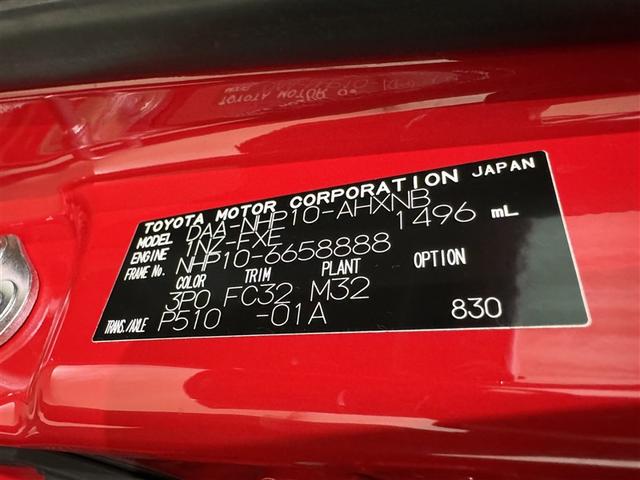 TOYOTA MOTOR CORPORATION JAPAN
MODEL DAA-NHP10-AHXNB
ENGINE 1NZ-FXE 1496 mL
FRAME No. NHP10-6658888
COLOR TRIM PLANT OPTION
3P0 FC32 M32
TRANS./AXLE P510 -01A 830